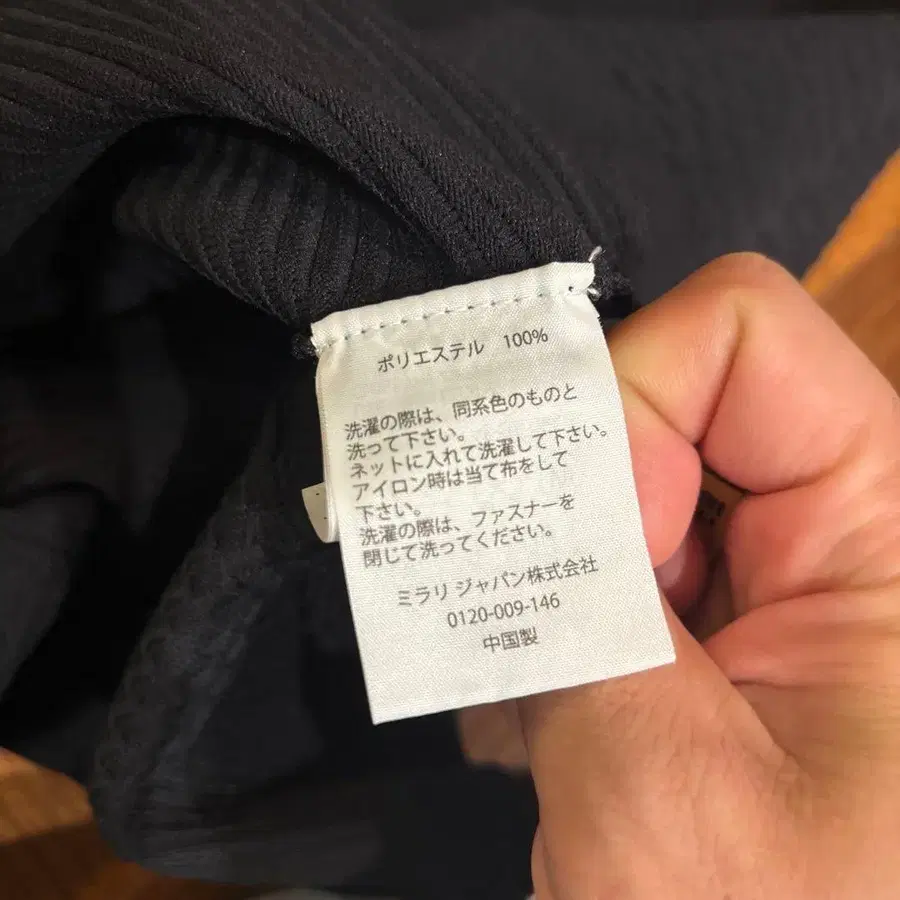 ポリエステル 100%
洗濯の際は、同系色のものと
洗って下さい。
ネットに入れて洗濯して下さい。
アイロン時は当て布をして
下さい。
洗濯の際は、ファスナーを
閉じて洗ってください。
ミラリ ジャパン株式会社
0120-009-146
中国製